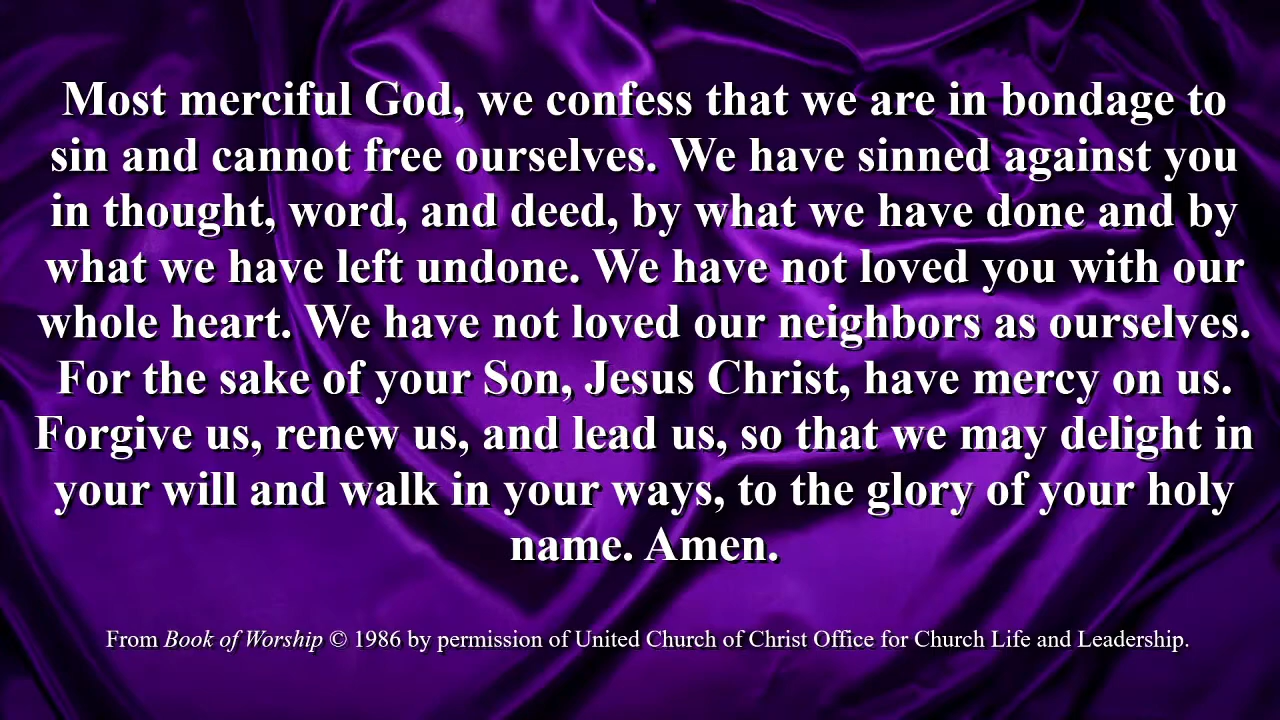 Most merciful God, we confess that we are in bondage to
sin and cannot free ourselves. We have sinned against you
in thought, word, and deed, by what we have done and by
what we have left undone. We have not loved you with our
whole heart. We have not loved our neighbors as ourselves.
For the sake of your Son, Jesus Christ, have mercy on us.
Forgive us, renew us, and lead us, so that we may delight in
your will and walk in your ways, to the glory of your holy
name. Amen.
From Book of Worship © 1986 by permission of United Church of Christ Office for Church Life and Leadership.